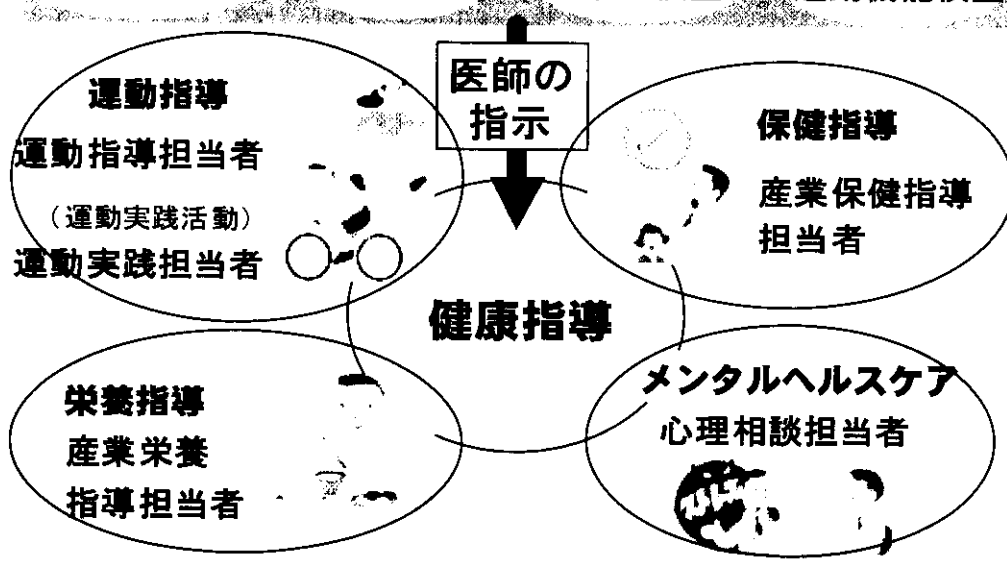 医師の
指示
運動指導
運動指導担当者
（運動実践活動）
運動実践担当者
保健指導
産業保健指導
担当者
健康指導
栄養指導
産業栄養
指導担当者
メンタルヘルスケア
心理相談担当者